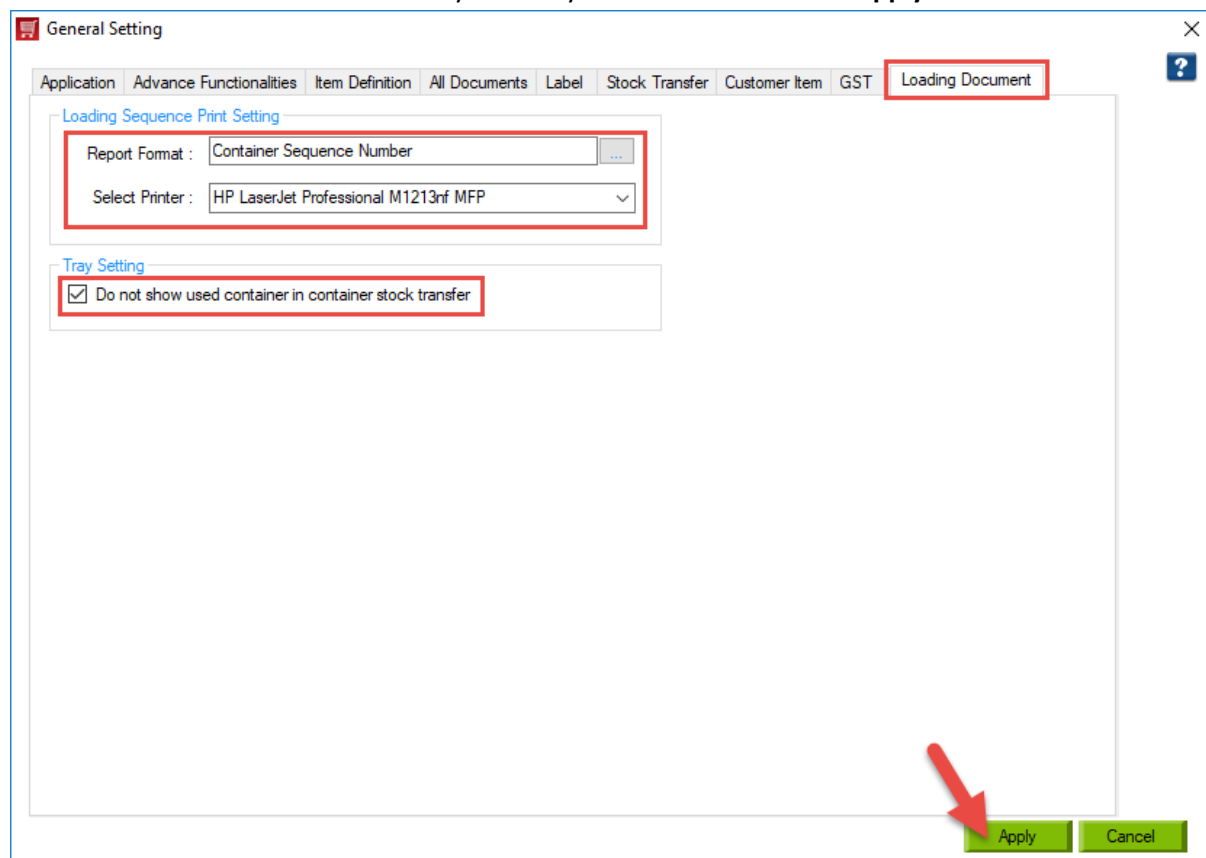 General Setting
?
Application Advance Functionalities Item Definition All Documents Label Stock Transfer Customer Item GST Loading Document
Loading Sequence Print Setting
Report Format : Container Sequence Number ...
Select Printer : HP LaserJet Professional M1213nf MFP
Tray Setting
Do not show used container in container stock transfer
Apply Cancel